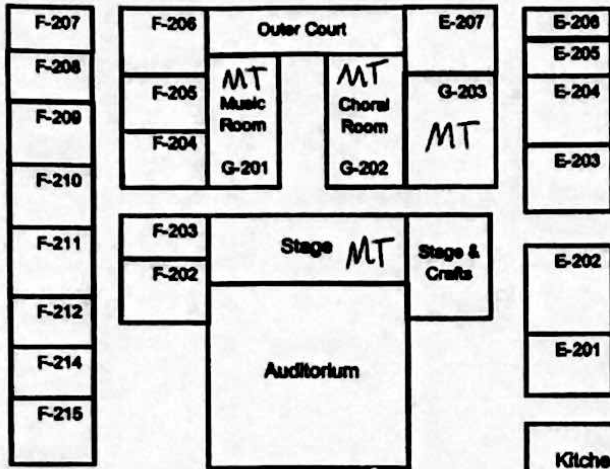 F-207
F-208
F-209
F-210
F-211
F-212
F-214
F-215
F-206
F-205
F-204
Outer Court
MT
Music
Room
G-201
MT
Choral
Room
G-202
E-207
G-203
MT
F-203
F-202
Stage MT
Stage &
Crafts
Auditorium
E-206
E-205
E-204
E-203
E-202
E-201
Kitche